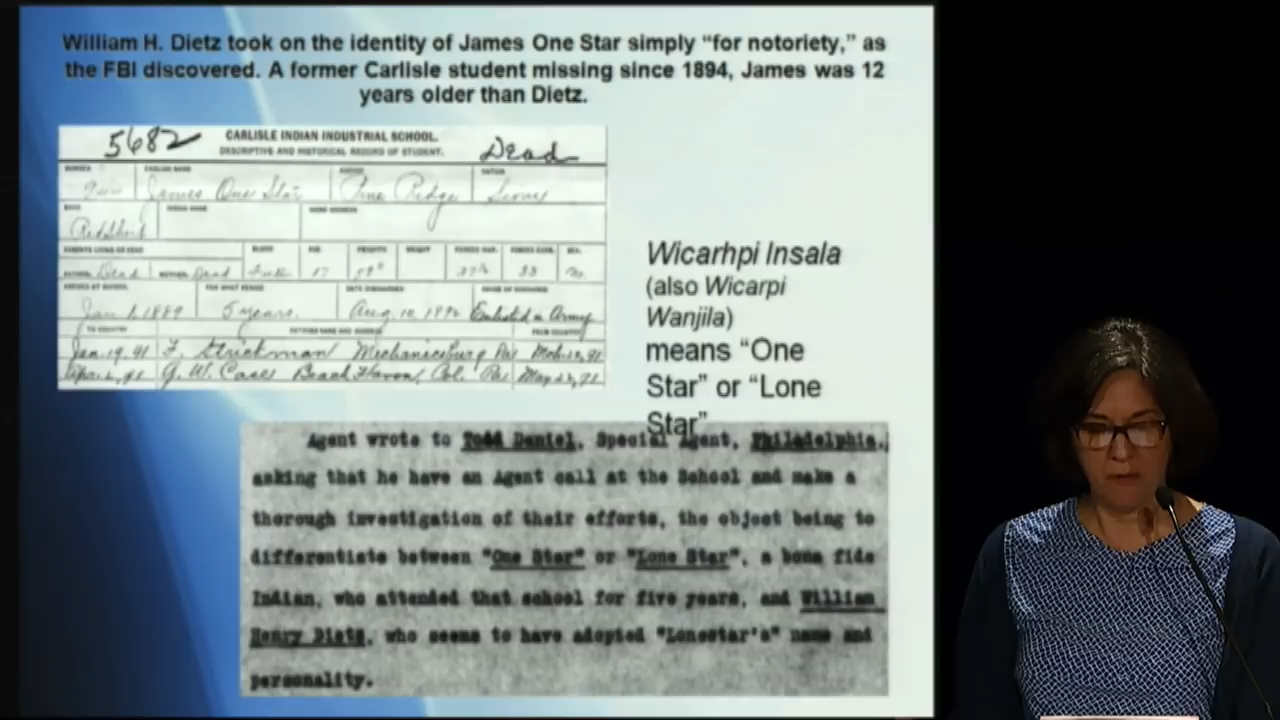 William H. Dietz took on the identity of James One Star simply “for notoriety,” as
the FBI discovered. A former Carlisle student missing since 1894, James was 12
years older than Dietz.
5682
CARLISLE INDIAN INDUSTRIAL SCHOOL.
DESCRIPTIVE AND HISTORICAL RECORD OF STUDENT.
Dead
James One Star
Pine Ridge
Sioux
Dead
Dead
Full
17
33
Jan. 1, 1889
5 years.
Aug. 10, 189
Enlisted in Army
Jan. 19, 91 F. Strickman Mechanicsburg Pa
G. W. Case Beach Haven, Col. Pa
Wicarhpi Insala
(also Wicarpi
Wanjila)
means “One
Star” or “Lone
Star”
Agent wrote to Todd Daniel, Special Agent, Philadelphia,
asking that he have an Agent call at the School and make a
thorough investigation of their efforts, the object being to
differentiate between "One Star" or "Lone Star", a bona fide
Indian, who attended that school for five years, and William
Henry Dietz, who seems to have adopted "Lonestar's" name and
personality.